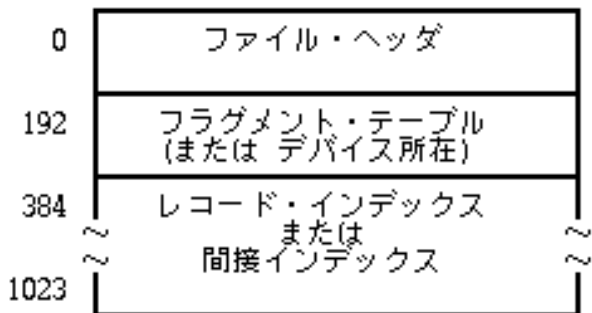 0 ファイル・ヘッダ
192 フラグメント・テーブル
(または デバイス所在)
384 レコード・インデックス
または
間接インデックス
1023